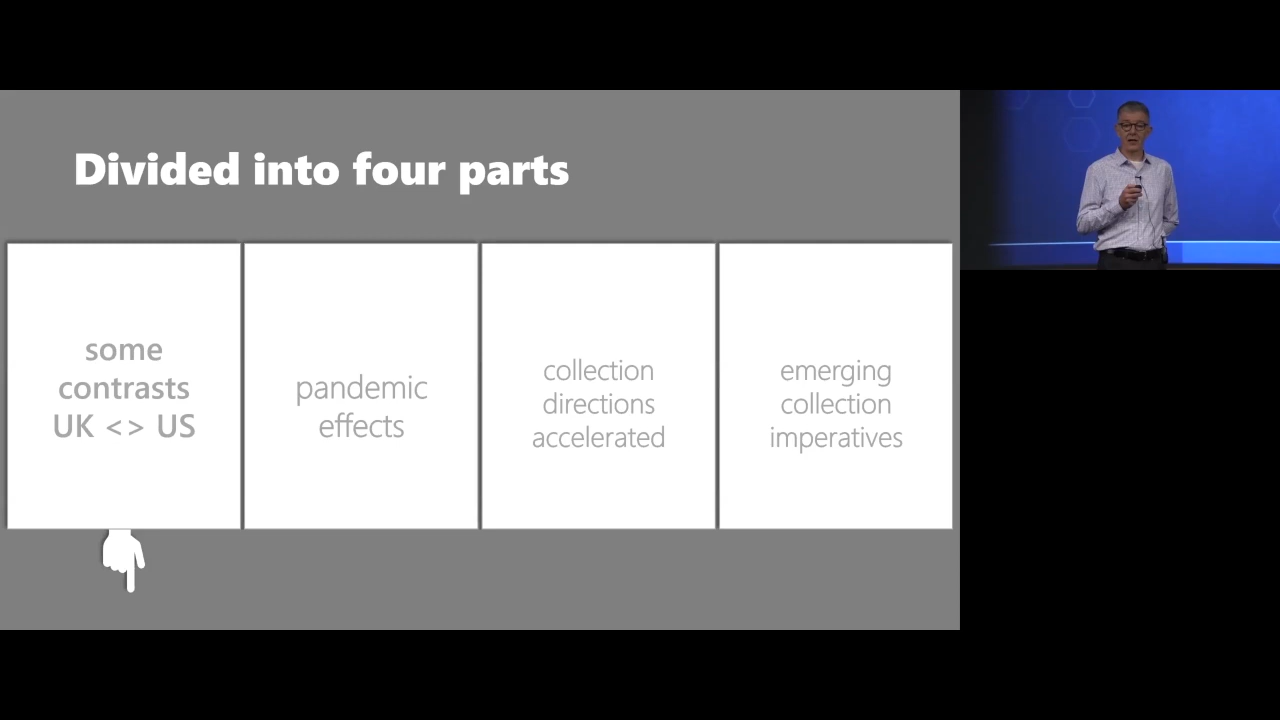 Divided into four parts
some
contrasts
UK <> US
pandemic
effects
collection
directions
accelerated
emerging
collection
imperatives